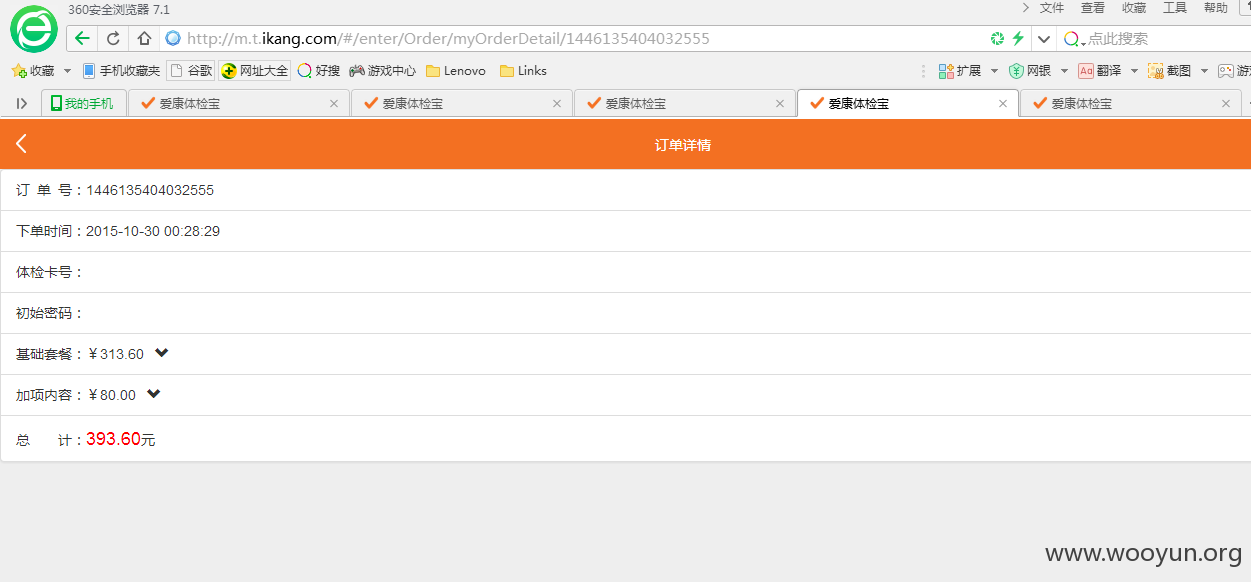 360安全浏览器 7.1
文件 查看 收藏 工具 帮助
http://m.t.ikang.com/#/enter/Order/myOrderDetail/1446135404032555
点此搜索
收藏 手机收藏夹 谷歌 网址大全 好搜 游戏中心 Lenovo Links
扩展 网银 Aa 翻译 截图 游
我的手机 爱康体检宝 爱康体检宝 爱康体检宝 爱康体检宝 爱康体检宝
订单详情
订 单 号：1446135404032555
下单时间：2015-10-30 00:28:29
体检卡号：
初始密码：
基础套餐：￥313.60
加项内容：￥80.00
总 计：393.60元
www.wooyun.org